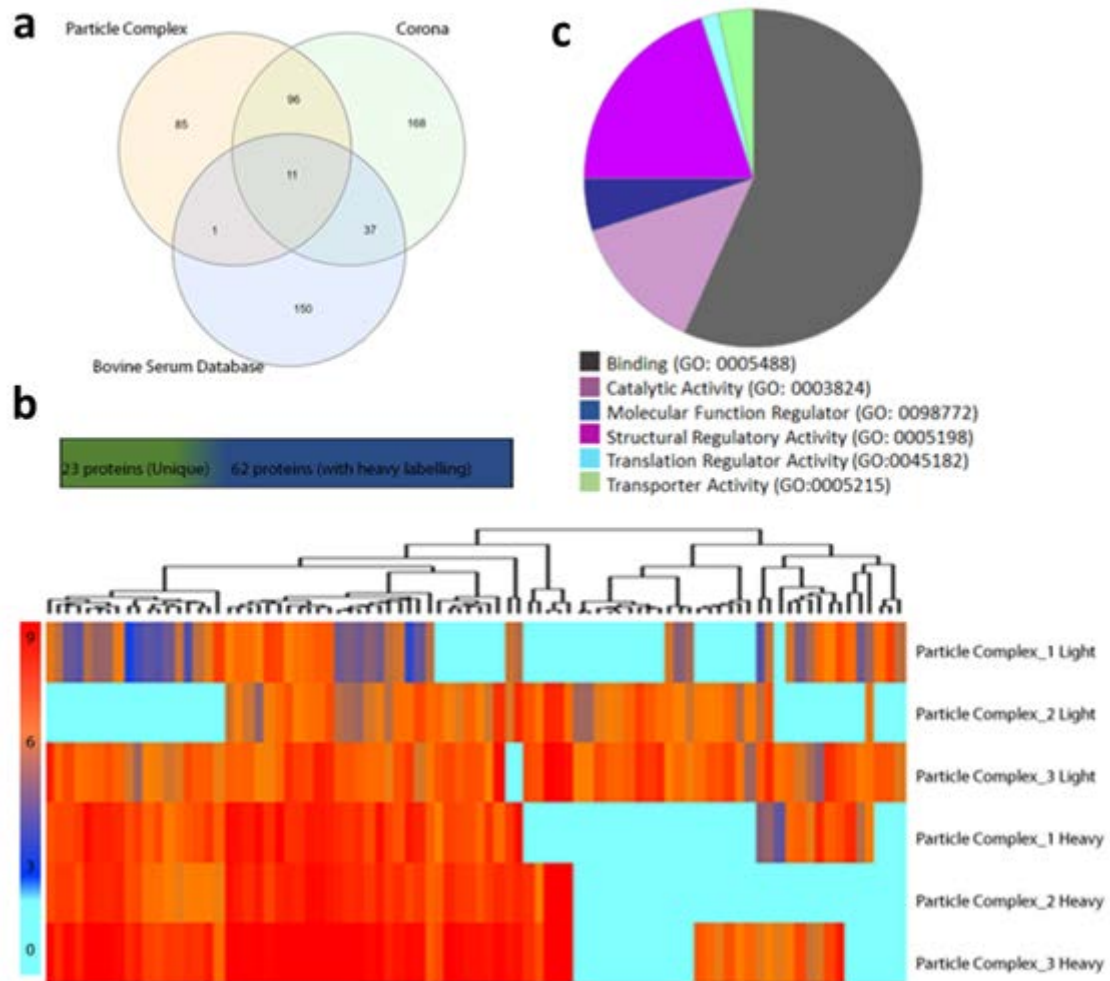 a
Particle Complex
Corona
96
85
168
11
1
37
150
Bovine Serum Database
c
Binding (GO: 0005488)
Catalytic Activity (GO: 0003824)
Molecular Function Regulator (GO: 0098772)
Structural Regulatory Activity (GO: 0005198)
Translation Regulator Activity (GO:0045182)
Transporter Activity (GO:0005215)
b
23 proteins (Unique)
62 proteins (with heavy labelling)
9
6
3
0
Particle Complex_1 Light
Particle Complex_2 Light
Particle Complex_3 Light
Particle Complex_1 Heavy
Particle Complex_2 Heavy
Particle Complex_3 Heavy